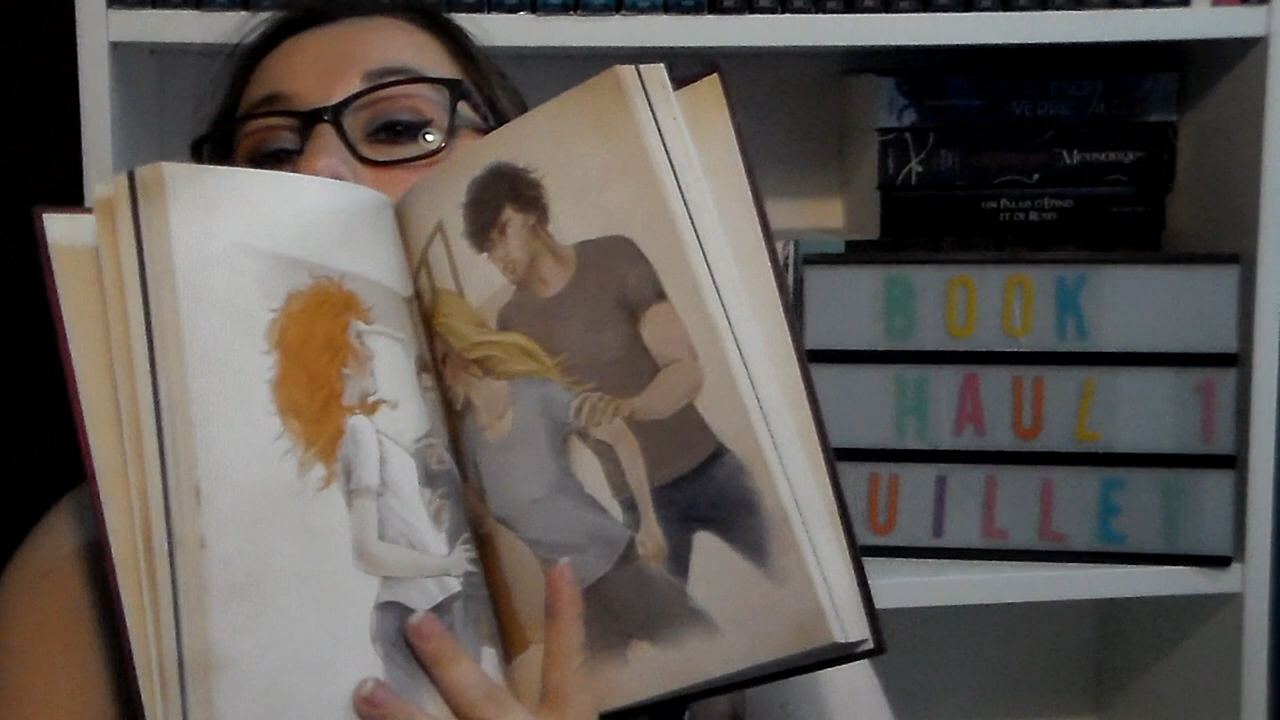 Mensonge
UN PALAIS D'ÉPINES
ET DE ROSES
BOOK
HAUL 1
UILLET